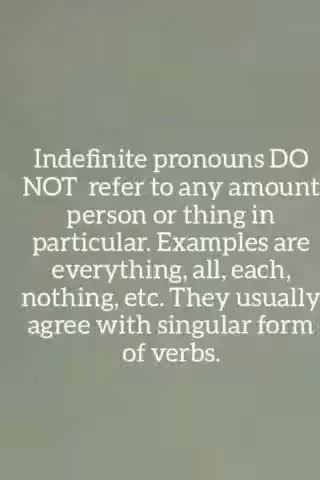 Indefinite pronouns DO
NOT refer to any amount
person or thing in
particular. Examples are
everything, all, each,
nothing, etc. They usually
agree with singular form
of verbs.